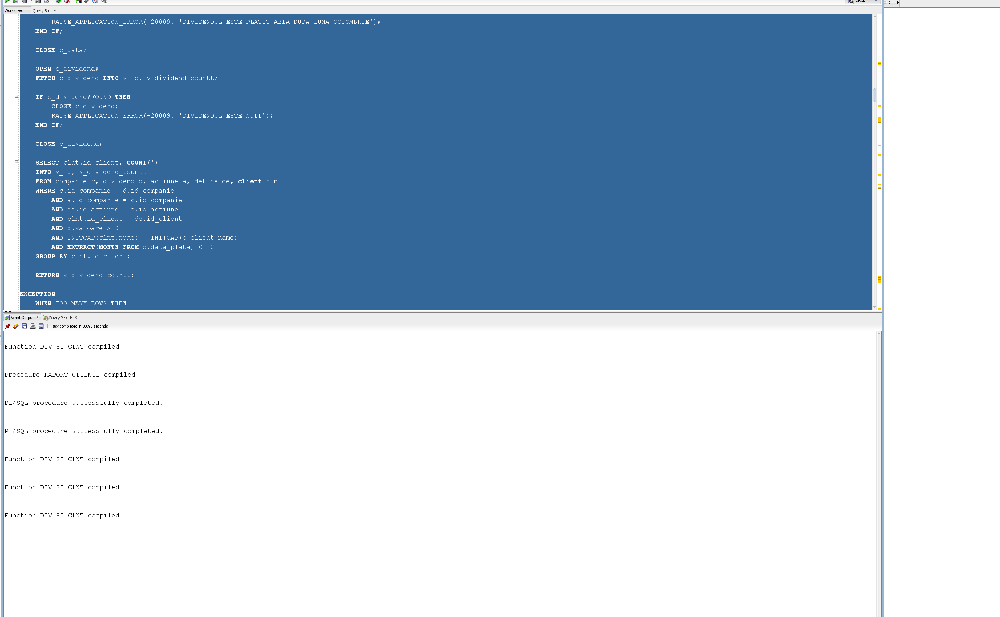 ORCL
ORCL
Worksheet
Query Builder
RAISE_APPLICATION_ERROR(-20009, 'DIVIDENDUL ESTE PLATIT ABIA DUPA LUNA OCTOMBRIE');
END IF;
CLOSE c_data;
OPEN c_dividend;
FETCH c_dividend INTO v_id, v_dividend_countt;
IF c_dividend%FOUND THEN
CLOSE c_dividend;
RAISE_APPLICATION_ERROR(-20009, 'DIVIDENDUL ESTE NULL');
END IF;
CLOSE c_dividend;
SELECT clnt.id_client, COUNT(*)
INTO v_id, v_dividend_countt
FROM companie c, dividend d, actiune a, detine de, client clnt
WHERE c.id_companie = d.id_companie
AND a.id_companie = c.id_companie
AND de.id_actiune = a.id_actiune
AND clnt.id_client = de.id_client
AND d.valoare > 0
AND INITCAP(clnt.nume) = INITCAP(p_client_name)
AND EXTRACT(MONTH FROM d.data_plata) < 10
GROUP BY clnt.id_client;
RETURN v_dividend_countt;
EXCEPTION
WHEN TOO_MANY_ROWS THEN
Script Output x
Query Result x
Task completed in 0.095 seconds
Function DIV_SI_CLNT compiled
Procedure RAPORT_CLIENTI compiled
PL/SQL procedure successfully completed.
PL/SQL procedure successfully completed.
Function DIV_SI_CLNT compiled
Function DIV_SI_CLNT compiled
Function DIV_SI_CLNT compiled